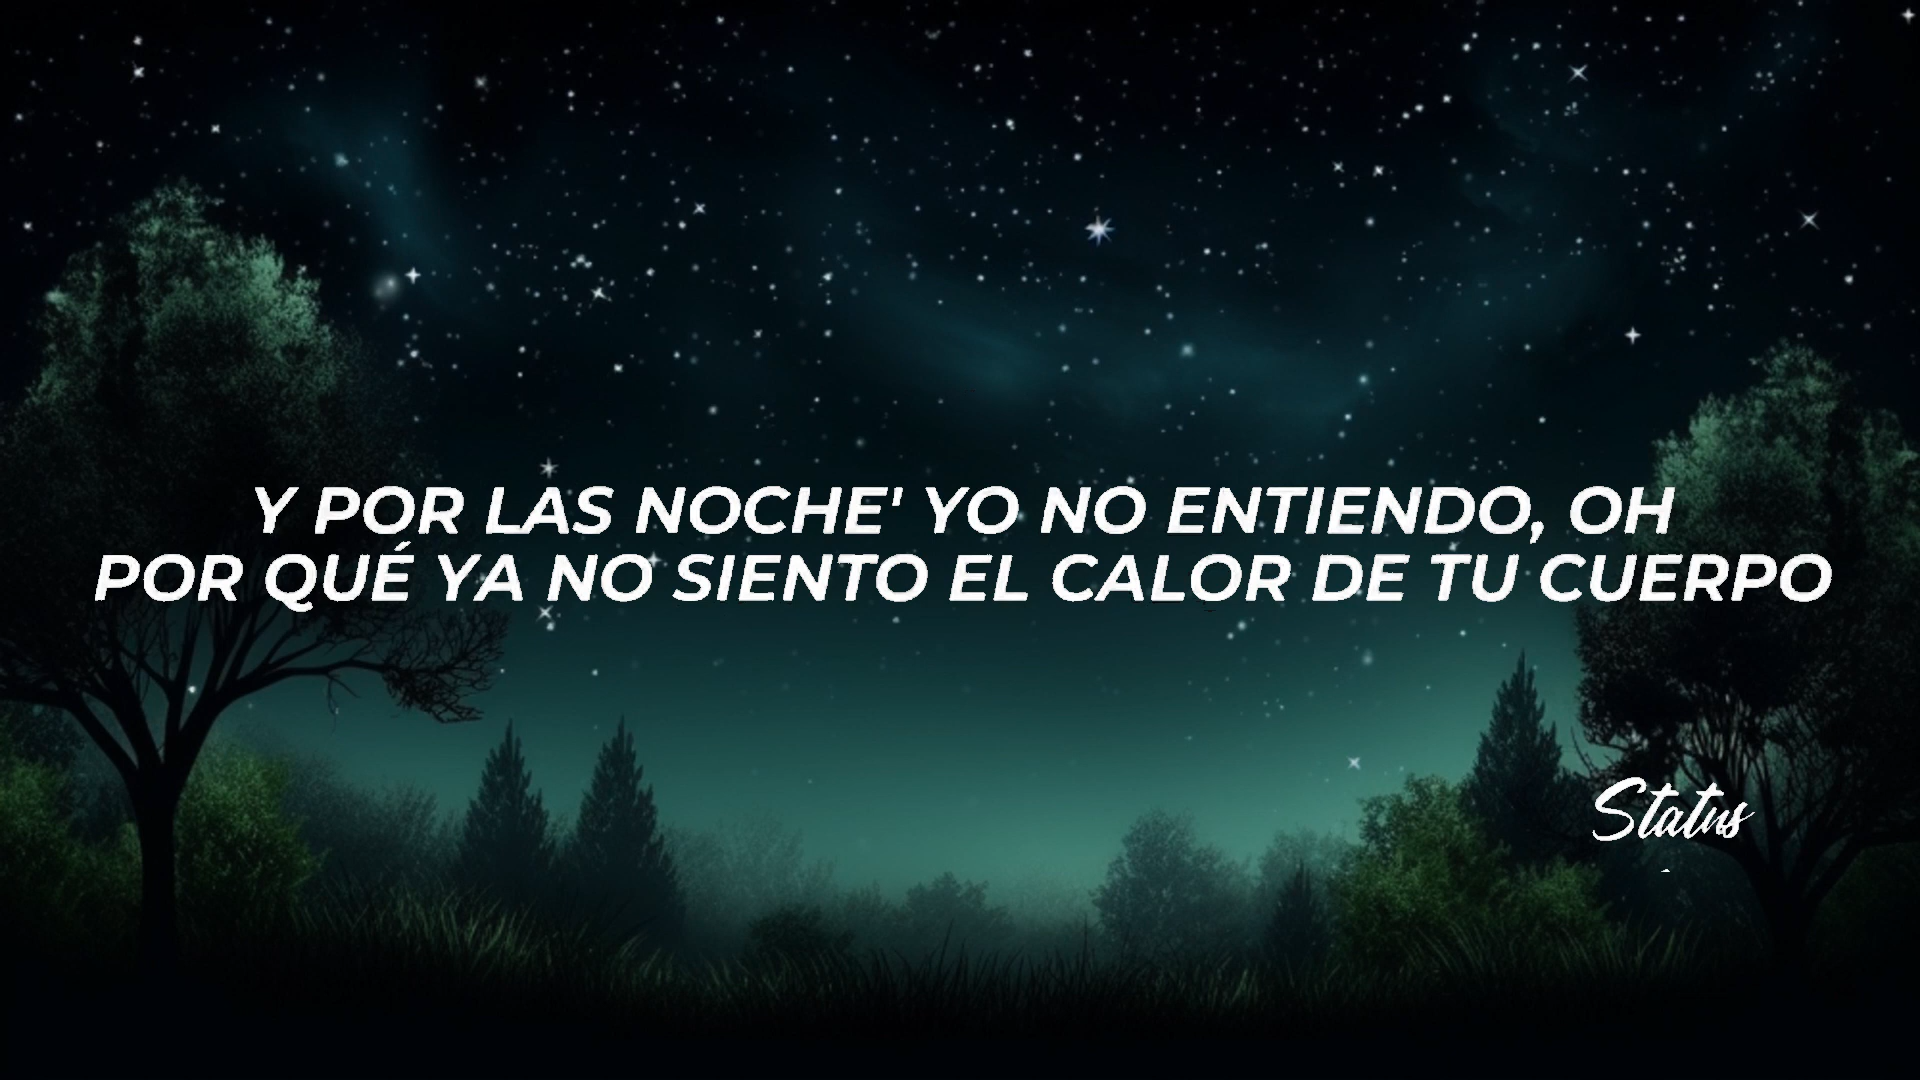 Y POR LAS NOCHE' YO NO ENTIENDO, OH
POR QUÉ YA NO SIENTO EL CALOR DE TU CUERPO
Status